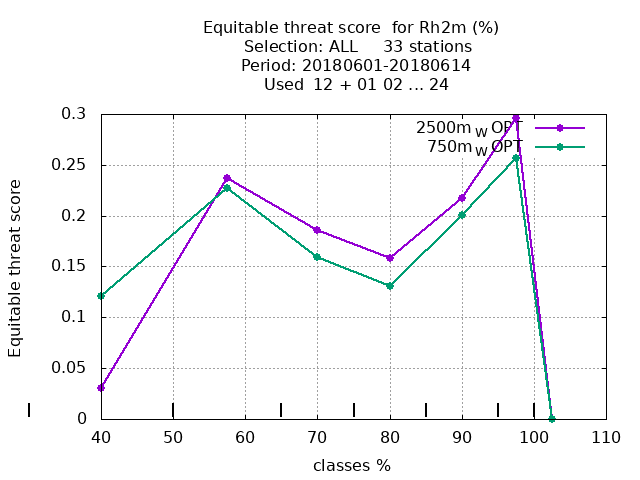 Equitable threat score  for Rh2m (%)
Selection: ALL     33 stations
Period: 20180601-20180614
Used  12 + 01 02 ... 24
2500m W OPT
750m W OPT
0.3
0.25
0.2
0.15
0.1
0.05
0
Equitable threat score
40 50 60 70 80 90 100 110
classes %